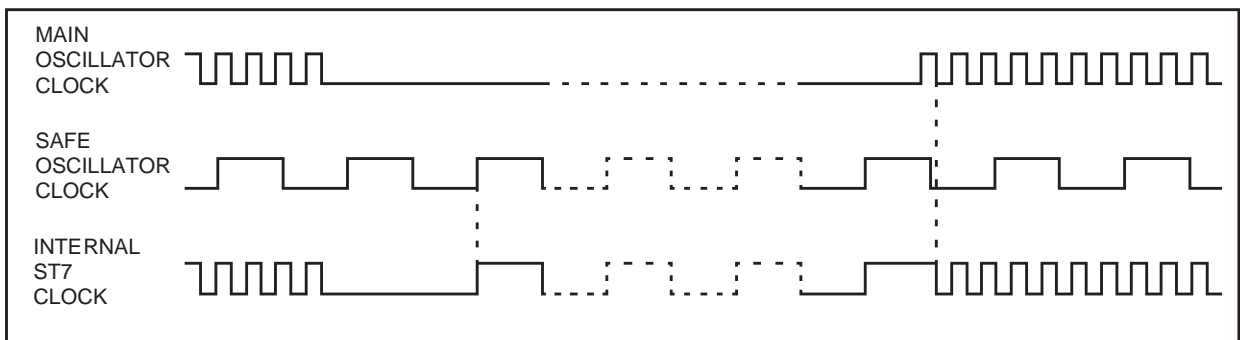 MAIN
OSCILLATOR
CLOCK
SAFE
OSCILLATOR
CLOCK
INTERNAL
ST7
CLOCK